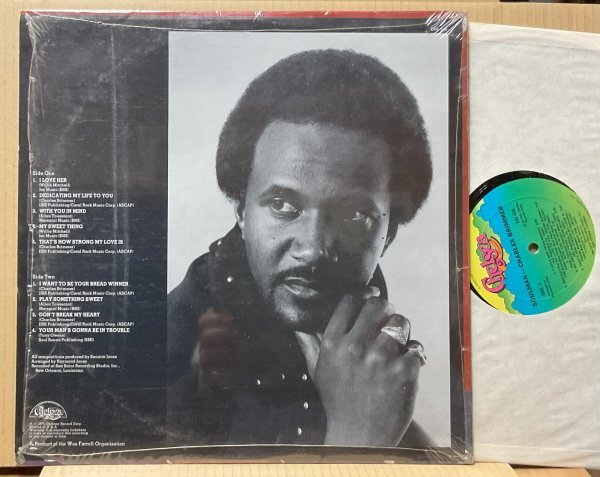 Side One
1. I LOVE HER
(Willie Mitchell)
Jec Music (BMI)
2. DEDICATING MY LIFE TO YOU
(Charles Brimmer)
JSB Publishing/Coral Rock Music Corp. (ASCAP)
3. WITH YOU IN MIND
(Allen Toussaint)
Marsaint Music (BMI)
4. MY SWEET THING
(Willie Mitchell)
Jec Music (BMI)
5. THAT'S HOW STRONG MY LOVE IS
(Charles Brimmer)
JSB Publishing/Coral Rock Music Corp. (ASCAP)
Side Two
1. I WANT TO BE YOUR BREAD WINNER
(Charles Brimmer)
JSB Publishing/Coral Rock Music Corp. (ASCAP)
2. PLAY SOMETHING SWEET
(Allen Toussaint)
Marsaint Music (BMI)
3. DON'T BREAK MY HEART
(Charles Brimmer)
JSB Publishing/Coral Rock Music Corp. (ASCAP)
4. YOUR MAN'S GONNA BE IN TROUBLE
(Tony Owens)
Soul Sound Publishing (BMI)
All compositions produced by Senator Jones
Arranged by Raymond Jones
Recorded at Sea Saint Recording Studio, Inc.,
New Orleans, Louisiana
Chelsea
A Product of the Wes Farrell Organization
Chelsea
SOULMAN—CHARLES BRIMMER